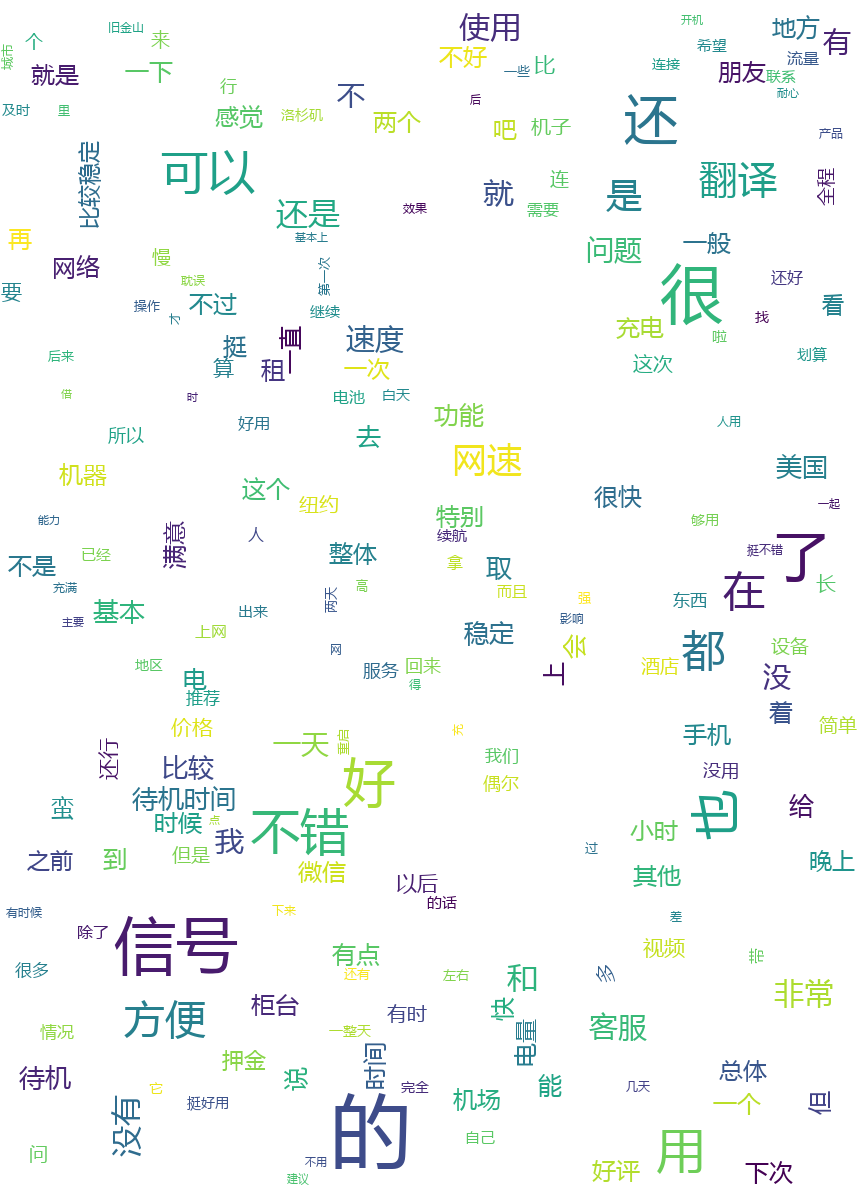 旧金山
个
来
城市
就是
一下
行
及时
里
感觉
洛杉矶
不
两个
使用
不好
一些
比
后
吧
机子
开机
希望
连接
地方
有
流量
朋友
联系
耐心
还
产品
比较稳定
可以
还是
效果
就
连
需要
是
翻译
全程
再
网络
慢
基本上
第一次
耽误
问题
一般
很
还好
要
操作
才
不过
继续
挺
一直
速度
充电
啦
找
看
后来
算
租
一次
这次
划算
借
时
电池
白天
所以
好用
去
功能
人用
机器
这个
纽约
网速
很快
美国
能力
满意
人
特别
续航
够用
一起
不是
已经
整体
拿
取
挺不错
了
充满
基本
主要
出来
两天
高
而且
强
影响
东西
在
长
上网
网
稳定
会
地区
电
推荐
服务
回来
得
上
酒店
都
设备
没
着
价格
一天
重启
充
我们
手机
简单
还行
比较
好
偶尔
没用
蛮
待机时间
时候
点
我
不错
也
给
小时
之前
到
但是
微信
以后
过
其他
晚上
有时候
除了
信号
下来
的话
差
很多
有点
还有
左右
和
多
视频
非常
情况
方便
柜台
一整天
有时
快
电量
客服
待机
押金
说
时间
完全
机场
能
几天
总体
一个
但
没有
它
挺好用
的
自己
问
不用
建议
好评
用
下次